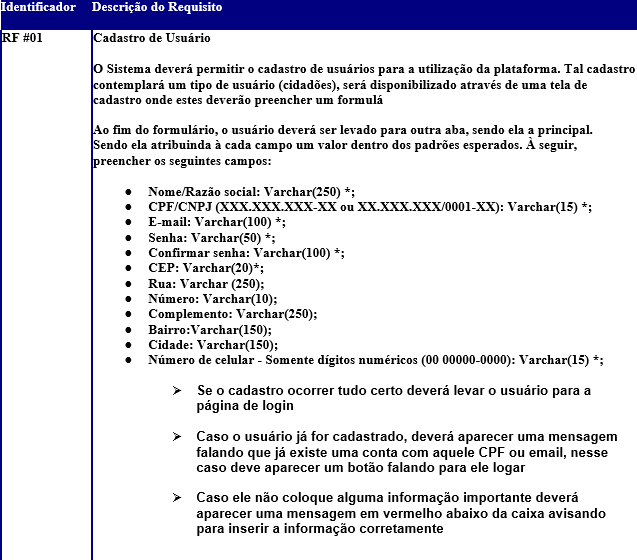 Identificador Descrição do Requisito
RF #01 Cadastro de Usuário
O Sistema deverá permitir o cadastro de usuários para a utilização da plataforma. Tal cadastro
contemplará um tipo de usuário (cidadões), será disponibilizado através de uma tela de
cadastro onde estes deverão preencher um formulá
Ao fim do formulário, o usuário deverá ser levado para outra aba, sendo ela a principal.
Sendo ela atribuinda à cada campo um valor dentro dos padrões esperados. À seguir,
preencher os seguintes campos:
● Nome/Razão social: Varchar(250) *;
● CPF/CNPJ (XXX.XXX.XXX-XX ou XX.XXX.XXX/0001-XX): Varchar(15) *;
● E-mail: Varchar(100) *;
● Senha: Varchar(50) *;
● Confirmar senha: Varchar(100) *;
● CEP: Varchar(20)*;
● Rua: Varchar (250);
● Número: Varchar(10);
● Complemento: Varchar(250);
● Bairro:Varchar(150);
● Cidade: Varchar(150);
● Número de celular - Somente dígitos numéricos (00 00000-0000): Varchar(15) *;
➢ Se o cadastro ocorrer tudo certo deverá levar o usuário para a
página de login
➢ Caso o usuário já for cadastrado, deverá aparecer uma mensagem
falando que já existe uma conta com aquele CPF ou email, nesse
caso deve aparecer um botão falando para ele logar
➢ Caso ele não coloque alguma informação importante deverá
aparecer uma mensagem em vermelho abaixo da caixa avisando
para inserir a informação corretamente